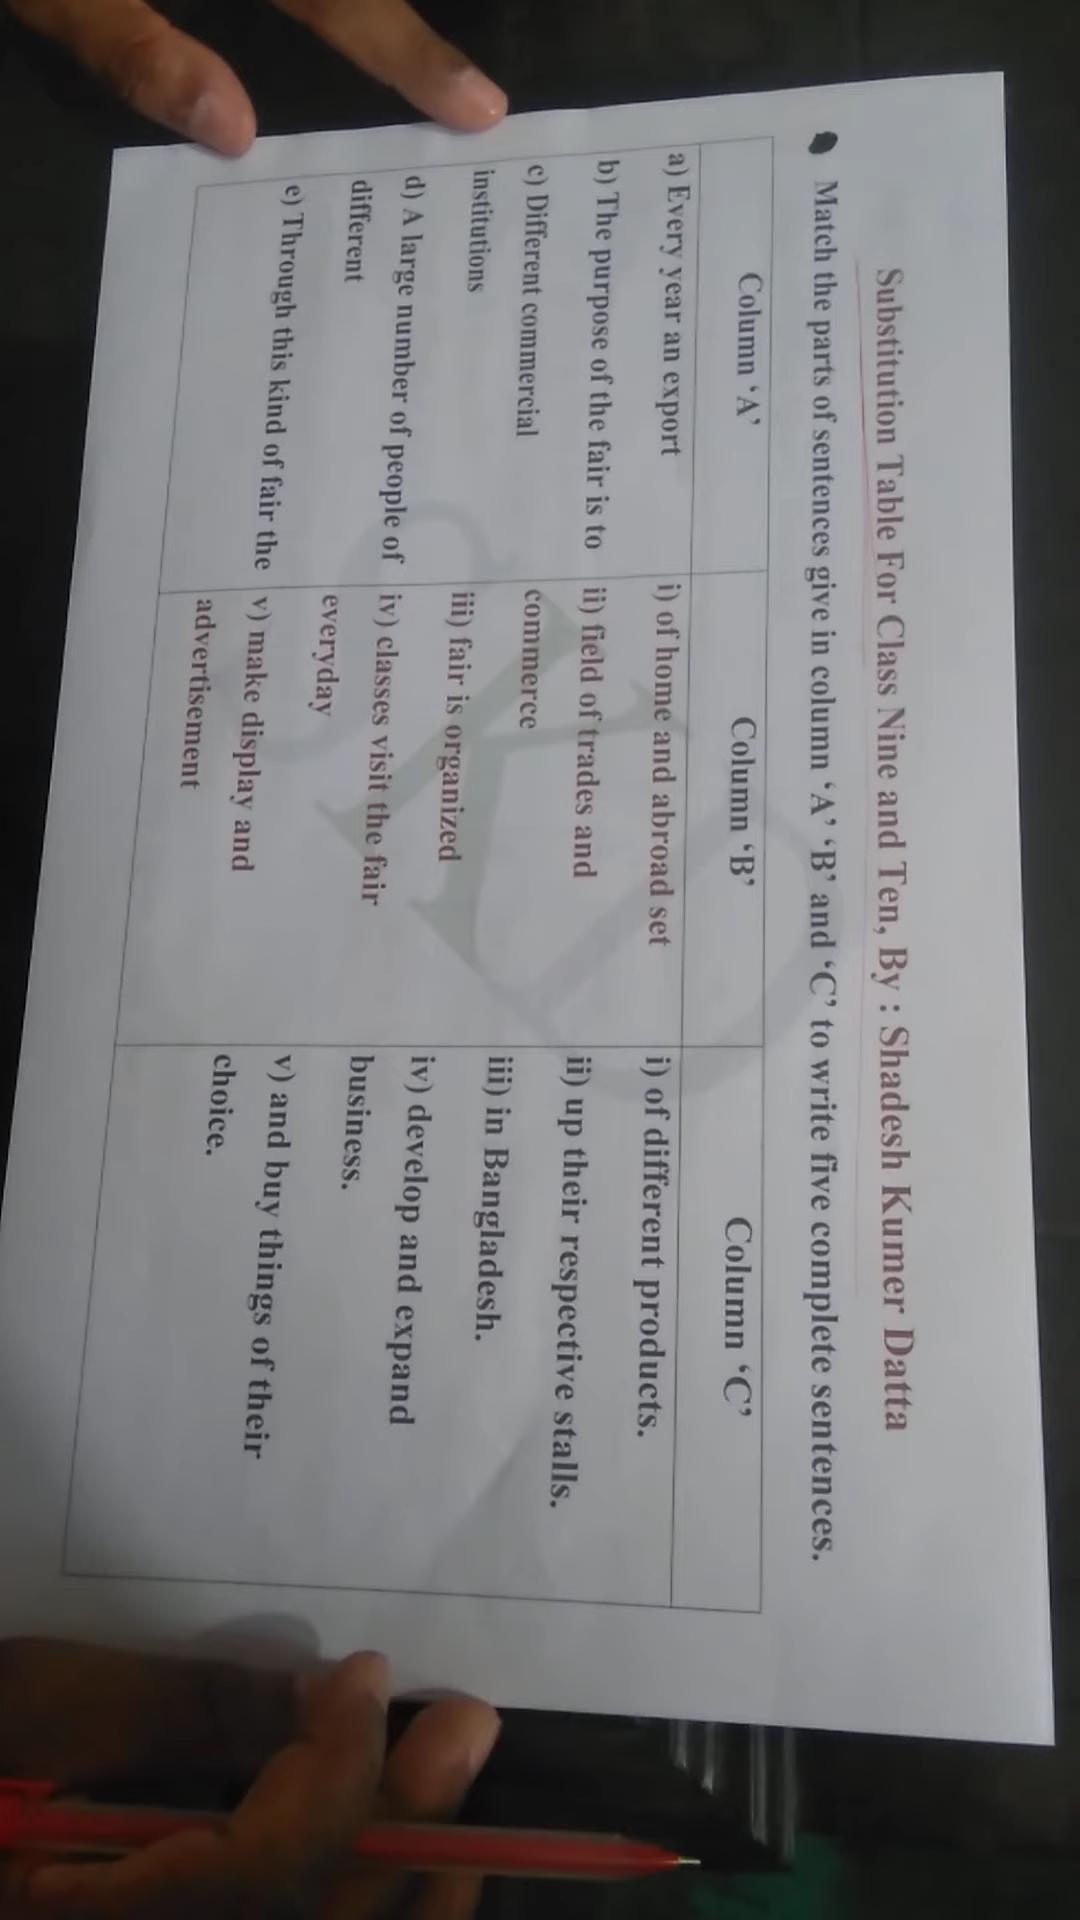 Substitution Table For Class Nine and Ten, By : Shadesh Kumer Datta
Match the parts of sentences give in column ‘A’ ‘B’ and ‘C’ to write five complete sentences.
Column ‘A’
a) Every year an export
b) The purpose of the fair is to
c) Different commercial
institutions
d) A large number of people of
different
e) Through this kind of fair the
Column ‘B’
i) of home and abroad set
ii) field of trades and
commerce
iii) fair is organized
iv) classes visit the fair
everyday
v) make display and
advertisement
Column ‘C’
i) of different products.
ii) up their respective stalls.
iii) in Bangladesh.
iv) develop and expand
business.
v) and buy things of their
choice.
SKD